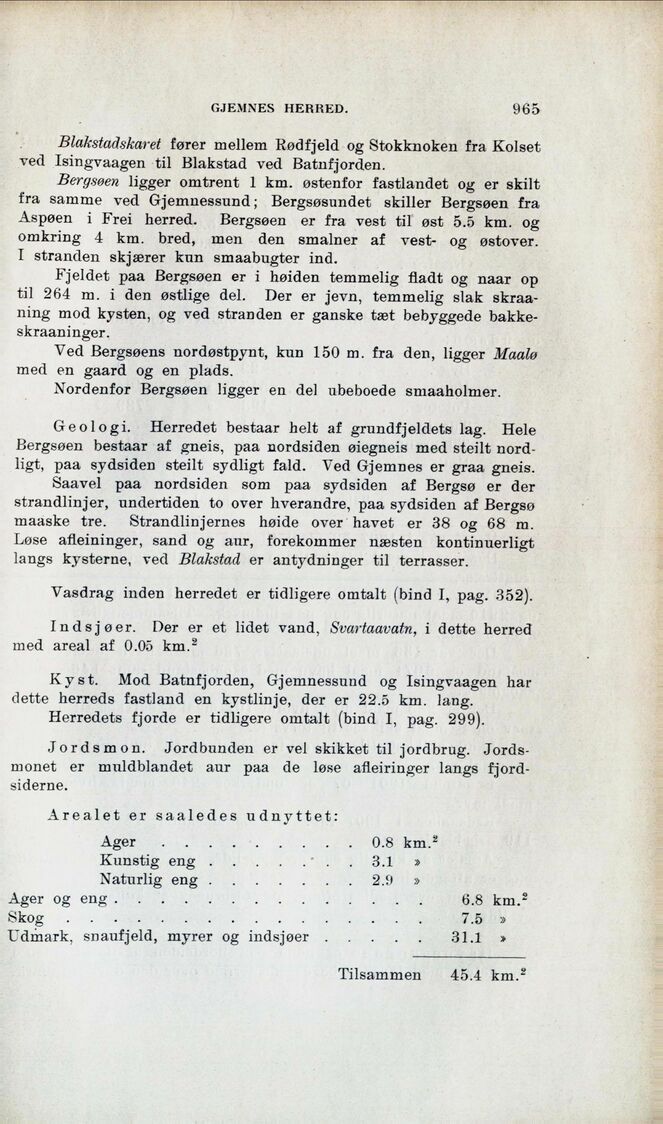 GJEMNES HERRED. 965
Blakstadskaret fører mellem Rødfjeld og Stokknoken fra Kolset
ved Isingvaagen til Blakstad ved Batnfjorden.
Bergsøen ligger omtrent 1 km. østenfor fastlandet og er skilt
fra samme ved Gjemnessund; Bergsøsundet skiller Bergsøen fra
Aspøen i Frei herred. Bergsøen er fra vest til øst 5.5 km. og
omkring 4 km. bred, men den smalner af vest- og østover.
I stranden skjærer kun smaabugter ind.
Fjeldet paa Bergsøen er i høiden temmelig fladt og naar op
til 264 m. i den østlige del. Der er jevn, temmelig slak skraa-
ning mod kysten, og ved stranden er ganske tæt bebyggede bakke-
skraaninger.
Ved Bergsøens nordøstpynt, kun 150 m. fra den, ligger Maalø
med en gaard og en plads.
Nordenfor Bergsøen ligger en del ubeboede smaaholmer.
Geologi. Herredet bestaar helt af grundfjeldets lag. Hele
Bergsøen bestaar af gneis, paa nordsiden øiegneis med steilt nord-
ligt, paa sydsiden steilt sydligt fald. Ved Gjemnes er graa gneis.
Saavel paa nordsiden som paa sydsiden af Bergsø er der
strandlinjer, undertiden to over hverandre, paa sydsiden af Bergsø
maaske tre. Strandlinjernes høide over havet er 38 og 68 m.
Løse afleininger, sand og aur, forekommer næsten kontinuerligt
langs kysterne, ved Blakstad er antydninger til terrasser.
Vasdrag inden herredet er tidligere omtalt (bind I, pag. 352).
Indsjøer. Der er et lidet vand, Svartaavatn, i dette herred
med areal af 0.05 km.²
Kyst. Mod Batnfjorden, Gjemnessund og Isingvaagen har
dette herreds fastland en kystlinje, der er 22.5 km. lang.
Herredets fjorde er tidligere omtalt (bind I, pag. 299).
Jordsmon. Jordbunden er vel skikket til jordbrug. Jords-
monet er muldblandet aur paa de løse afleiringer langs fjord-
siderne.
Arealet er saaledes udnyttet:
Ager . . . . . . . . . 0.8 km.²
Kunstig eng . . . . . . . 3.1 »
Naturlig eng . . . . . . . 2.9 »
Ager og eng . . . . . . . . . . . . . . . 6.8 km.²
Skog . . . . . . . . . . . . . . . . . 7.5 »
Udmark, snaufjeld, myrer og indsjøer . . . . . 31.1 »
Tilsammen 45.4 km.²